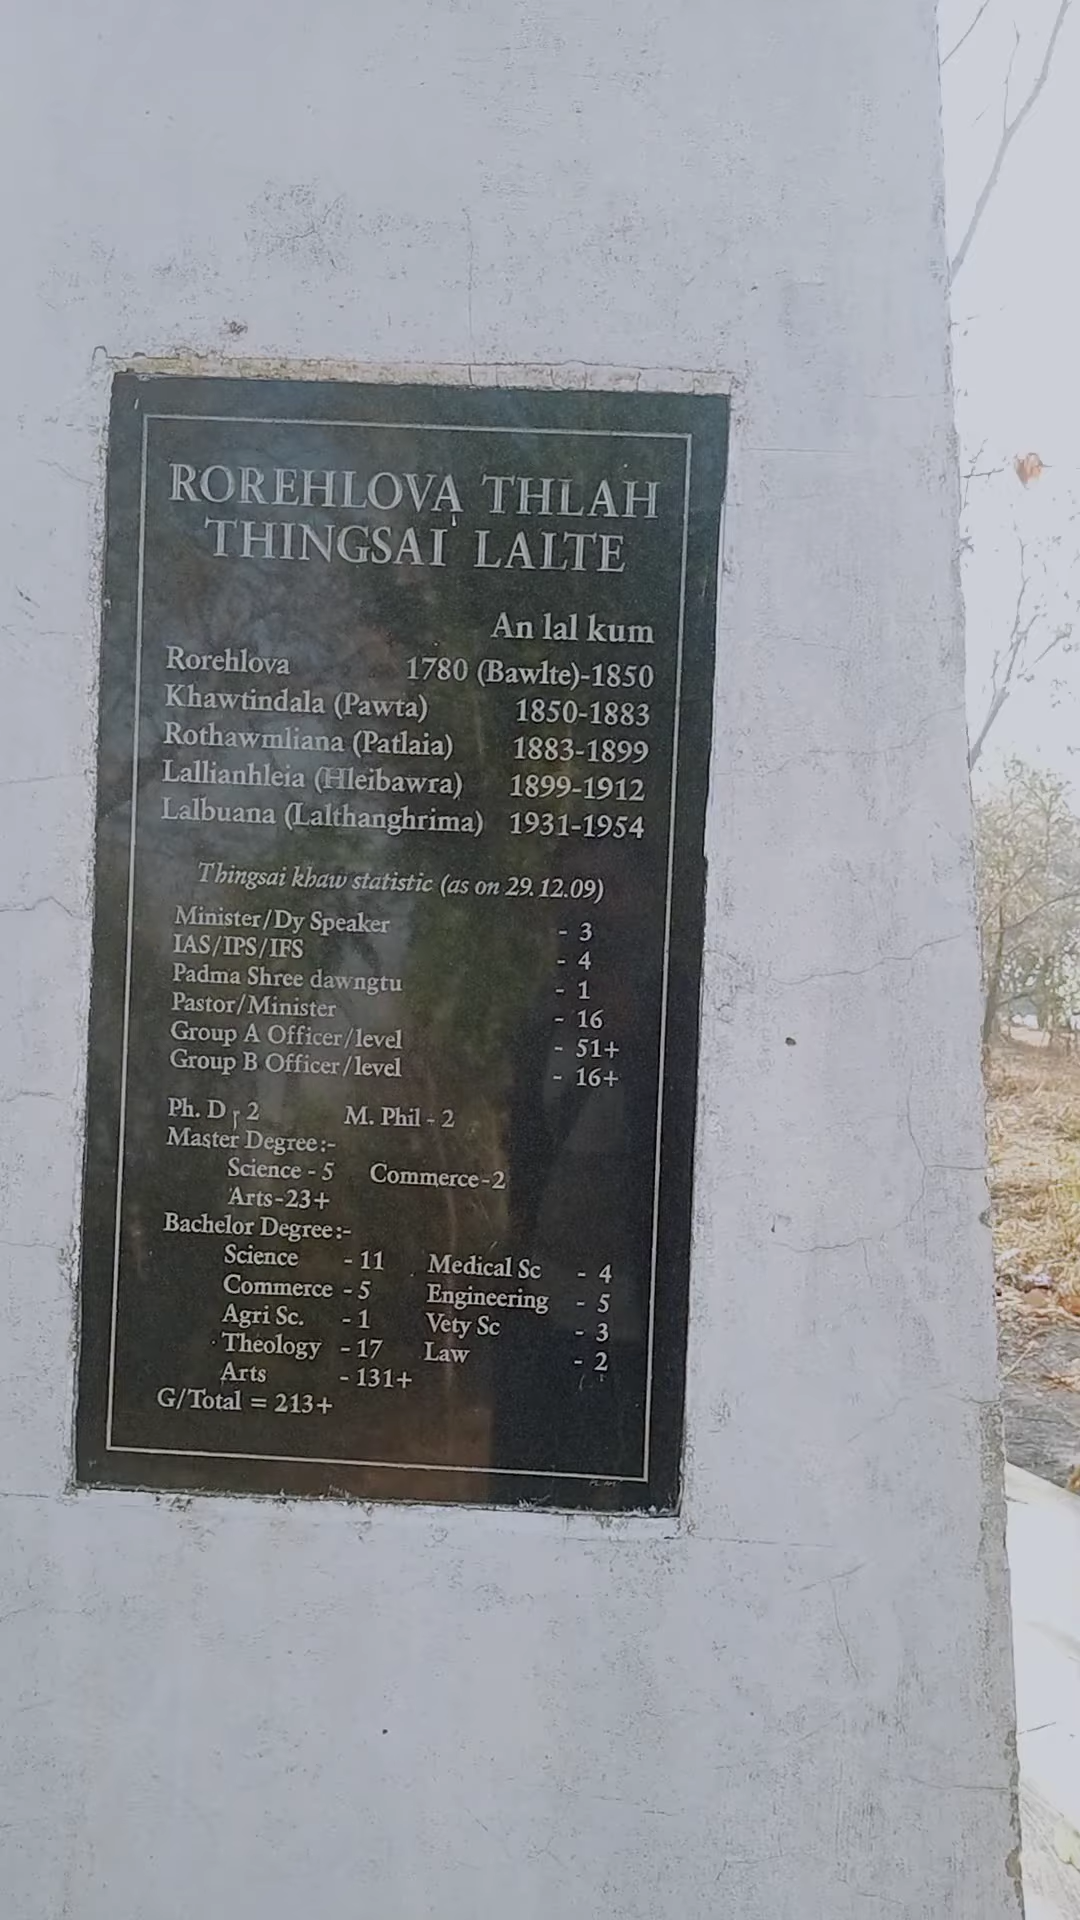 ROREHLOVA THLAH
THINGSAI LALTE
An lal kum
Rorehlova 1780 (Bawlte)-1850
Khawtindala (Pawta) 1850-1883
Rothawmliana (Patlaia) 1883-1899
Lallianhleia (Hleibawra) 1899-1912
Lalbuana (Lalthanghrima) 1931-1954
Thingsai khaw statistic (as on 29.12.09)
Minister/Dy Speaker - 3
IAS/IPS/IFS - 4
Padma Shree dawngtu - 1
Pastor/Minister - 16
Group A Officer/level - 51+
Group B Officer/level - 16+
Ph. D - 2 M. Phil - 2
Master Degree:-
Science - 5 Commerce-2
Arts-23+
Bachelor Degree:-
Science - 11 Medical Sc - 4
Commerce - 5 Engineering - 5
Agri Sc. - 1 Vety Sc - 3
Theology - 17 Law - 2
Arts - 131+
G/Total = 213+